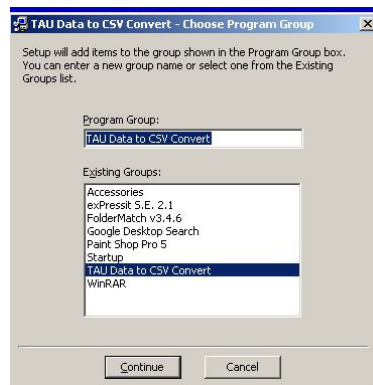 TAU Data to CSV Convert - Choose Program Group
Setup will add items to the group shown in the Program Group box.
You can enter a new group name or select one from the Existing
Groups list.
Program Group:
TAU Data to CSV Convert
Existing Groups:
Accessories
exPressit S.E. 2.1
FolderMatch v3.4.6
Google Desktop Search
Paint Shop Pro 5
Startup
TAU Data to CSV Convert
WinRAR
Continue
Cancel